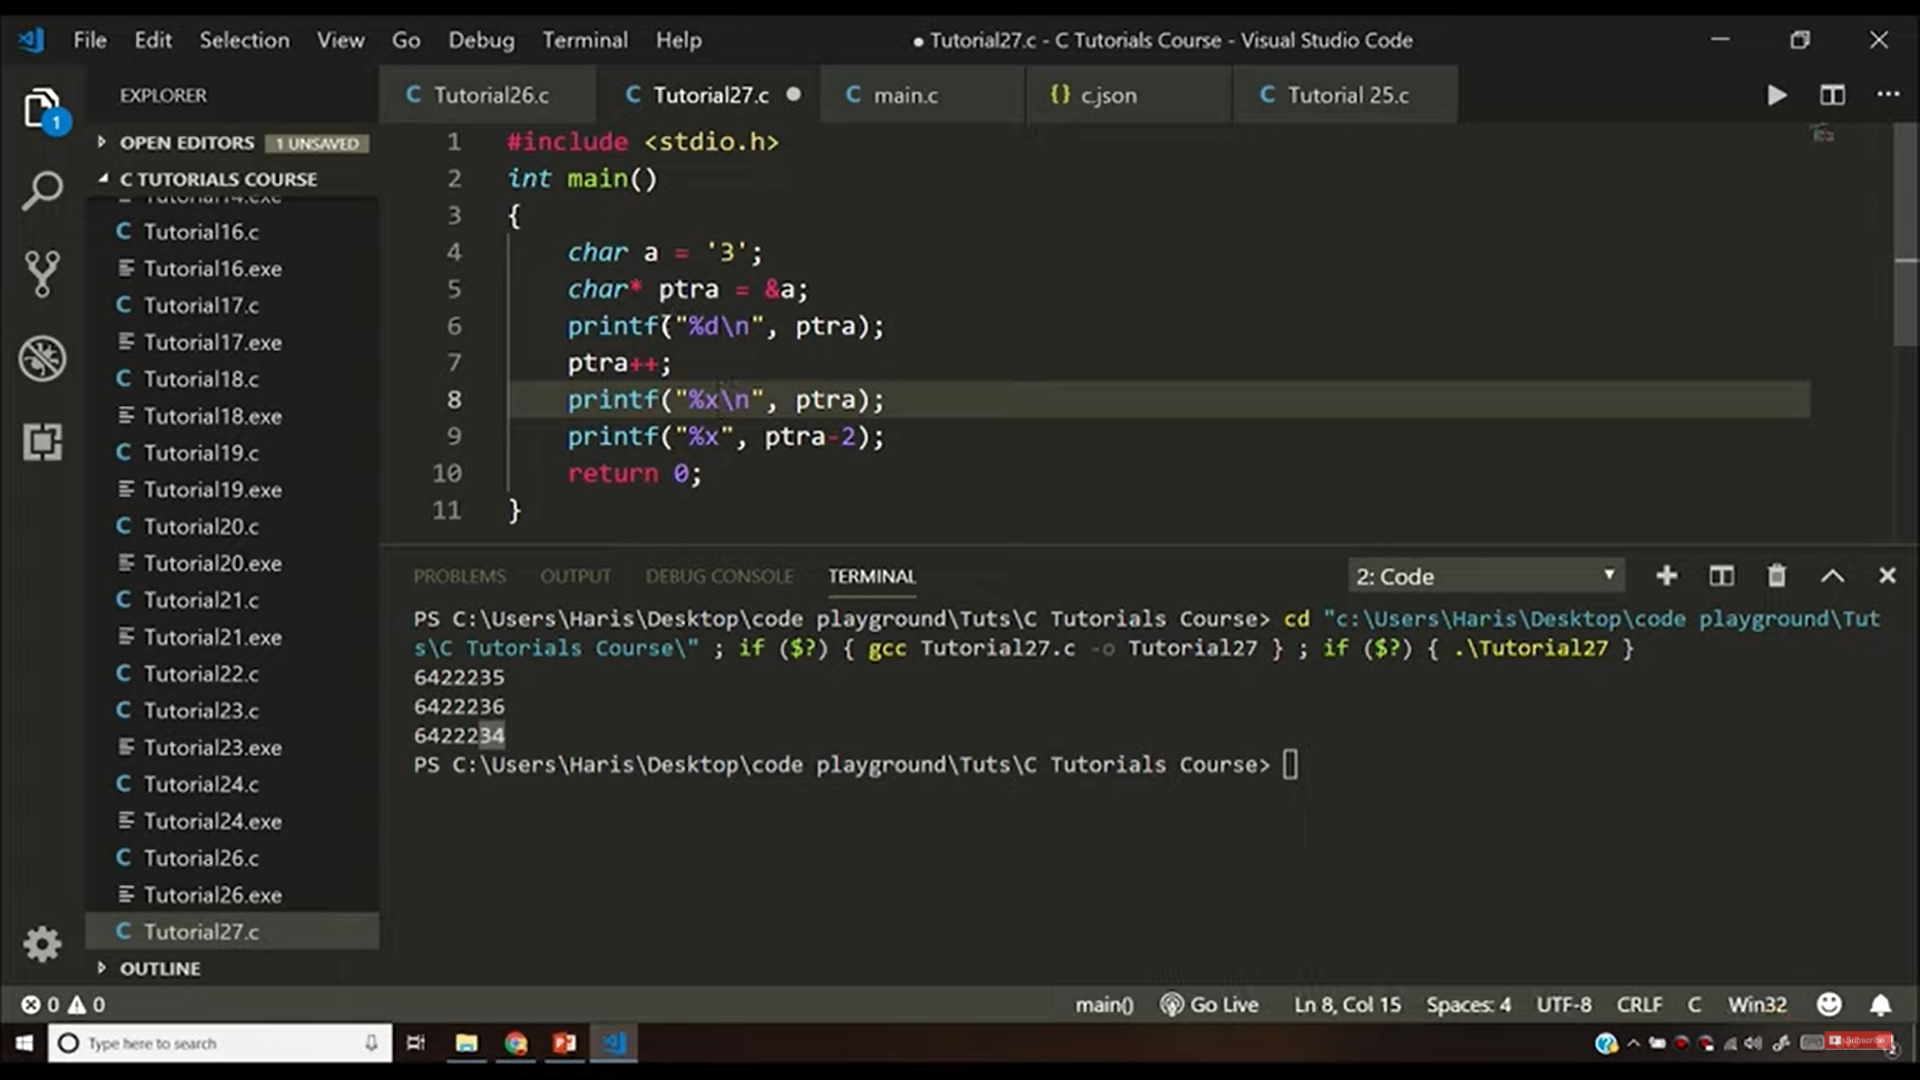 File Edit Selection View Go Debug Terminal Help ● Tutorial27.c - C Tutorials Course - Visual Studio Code
EXPLORER
Tutorial26.c Tutorial27.c main.c {} c.json Tutorial 25.c
1
OPEN EDITORS 1 UNSAVED
C TUTORIALS COURSE
Tutorial14.exe
Tutorial16.c
Tutorial16.exe
Tutorial17.c
Tutorial17.exe
Tutorial18.c
Tutorial18.exe
Tutorial19.c
Tutorial19.exe
Tutorial20.c
Tutorial20.exe
Tutorial21.c
Tutorial21.exe
Tutorial22.c
Tutorial23.c
Tutorial23.exe
Tutorial24.c
Tutorial24.exe
Tutorial26.c
Tutorial26.exe
Tutorial27.c
OUTLINE
1 #include <stdio.h>
2 int main()
3 {
4 char a = '3';
5 char* ptra = &a;
6 printf("%d\n", ptra);
7 ptra++;
8 printf("%x\n", ptra);
9 printf("%x", ptra-2);
10 return 0;
11 }
PROBLEMS OUTPUT DEBUG CONSOLE TERMINAL 2: Code
PS C:\Users\Haris\Desktop\code playground\Tuts\C Tutorials Course> cd "c:\Users\Haris\Desktop\code playground\Tut
s\C Tutorials Course\" ; if ($?) { gcc Tutorial27.c -o Tutorial27 } ; if ($?) { .\Tutorial27 }
6422235
6422236
6422234
PS C:\Users\Haris\Desktop\code playground\Tuts\C Tutorials Course>
0 0 main() Go Live Ln 8, Col 15 Spaces: 4 UTF-8 CRLF C Win32
Type here to search
Subscribe